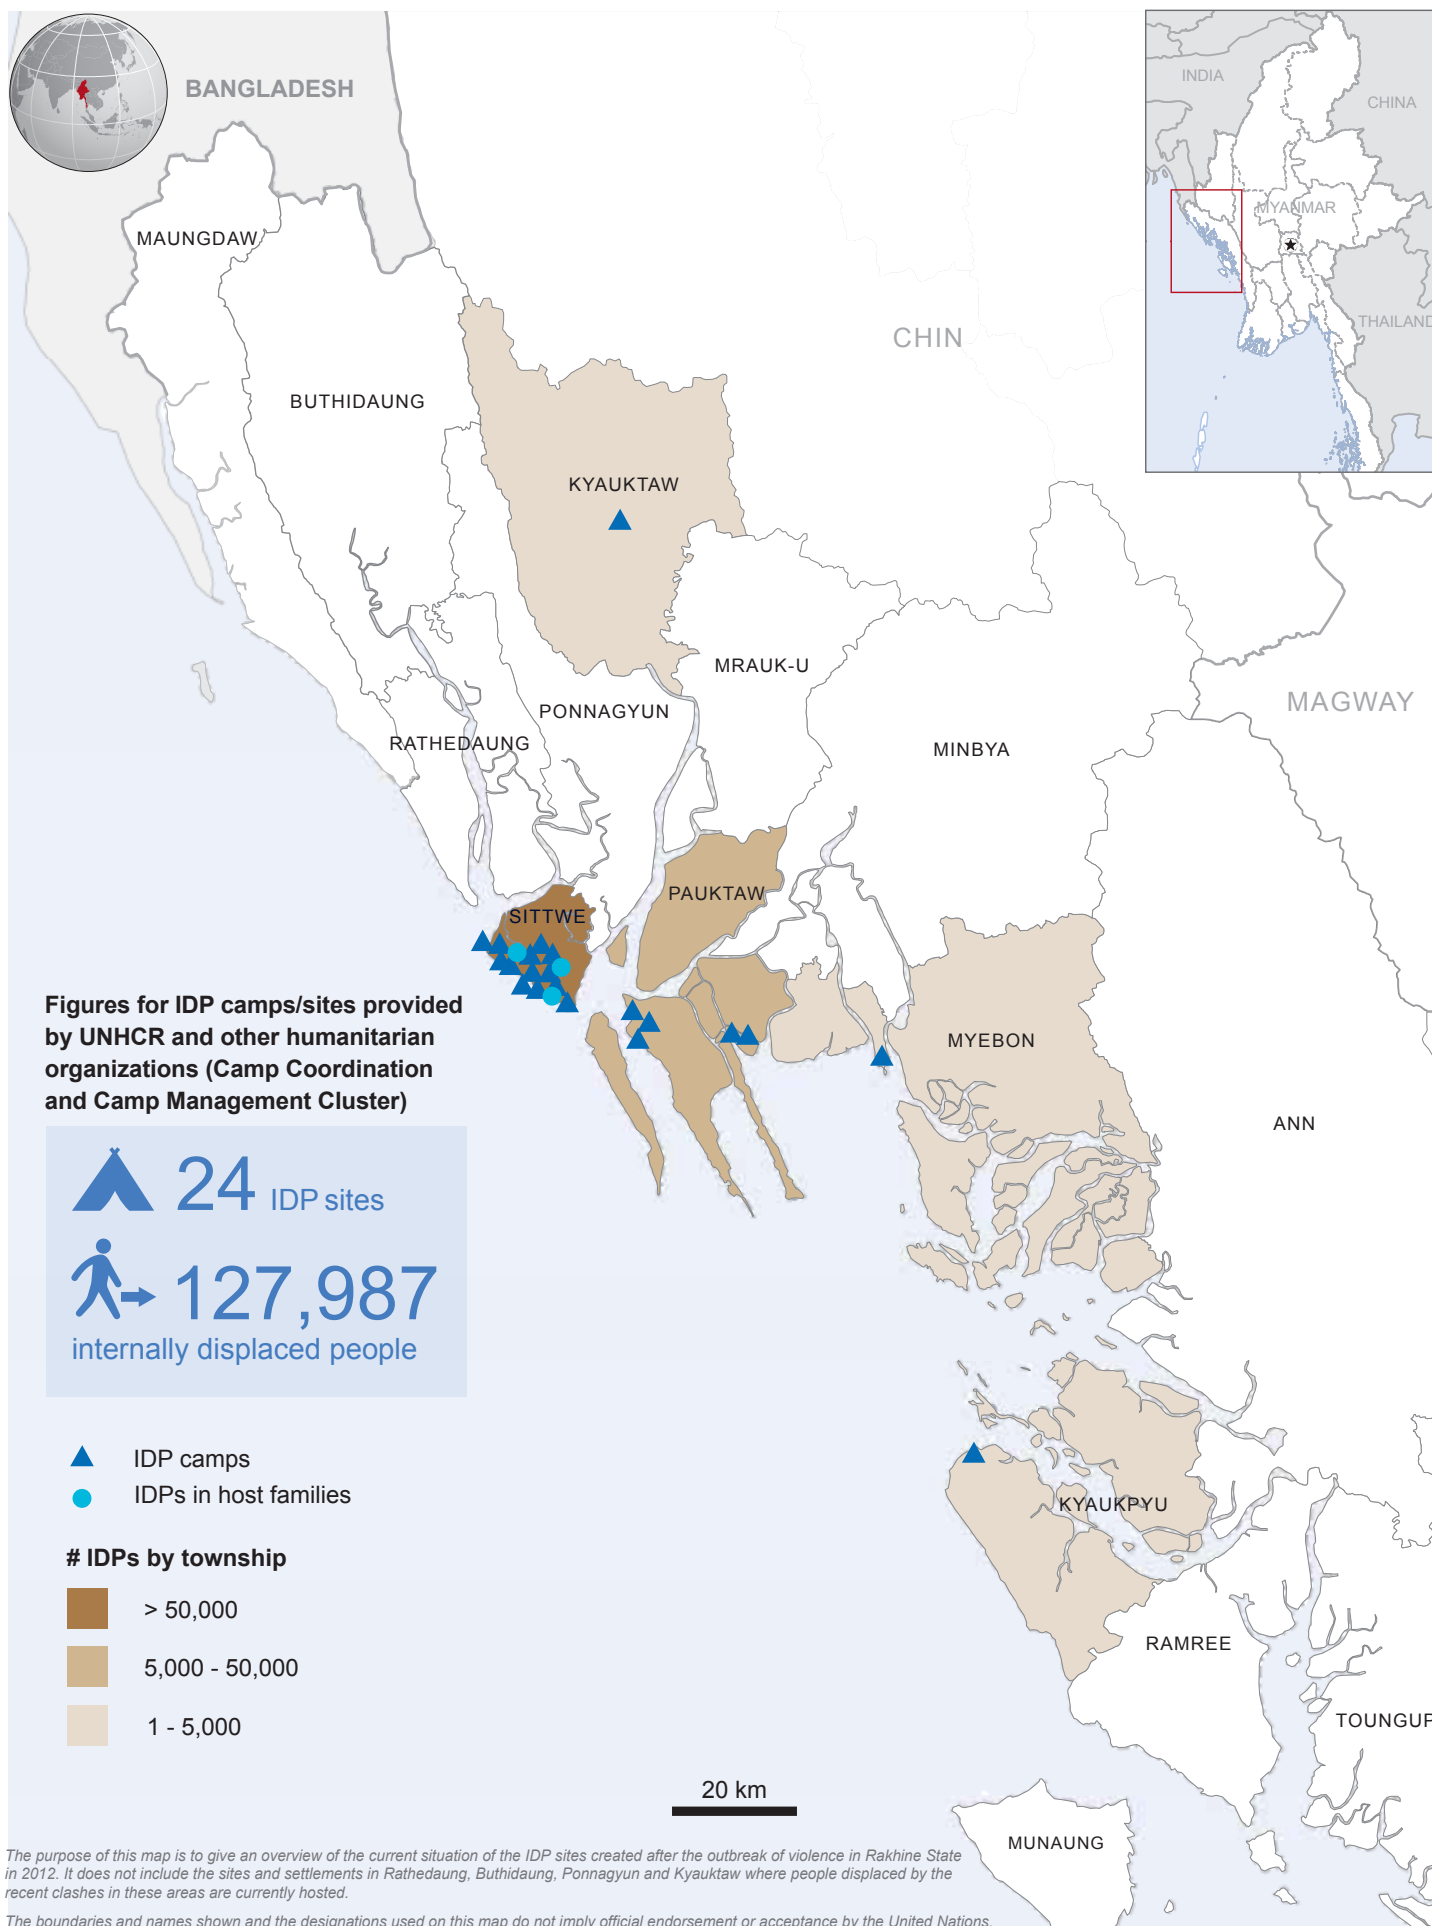 BANGLADESH
INDIA
CHINA
MYANMAR
THAILAND
MAUNGDAW
CHIN
BUTHIDAUNG
KYAUKTAW
MRAUK-U
MAGWAY
PONNAGYUN
RATHEDAUNG
MINBYA
PAUKTAW
SITTWE
MYEBON
ANN
Figures for IDP camps/sites provided
by UNHCR and other humanitarian
organizations (Camp Coordination
and Camp Management Cluster)
24 IDP sites
127,987
internally displaced people
IDP camps
IDPs in host families
# IDPs by township
> 50,000
5,000 - 50,000
1 - 5,000
KYAUKPYU
RAMREE
TOUNGUP
20 km
MUNAUNG
The purpose of this map is to give an overview of the current situation of the IDP sites created after the outbreak of violence in Rakhine State
in 2012. It does not include the sites and settlements in Rathedaung, Buthidaung, Ponnagyun and Kyauktaw where people displaced by the
recent clashes in these areas are currently hosted.
The boundaries and names shown and the designations used on this map do not imply official endorsement or acceptance by the United Nations.